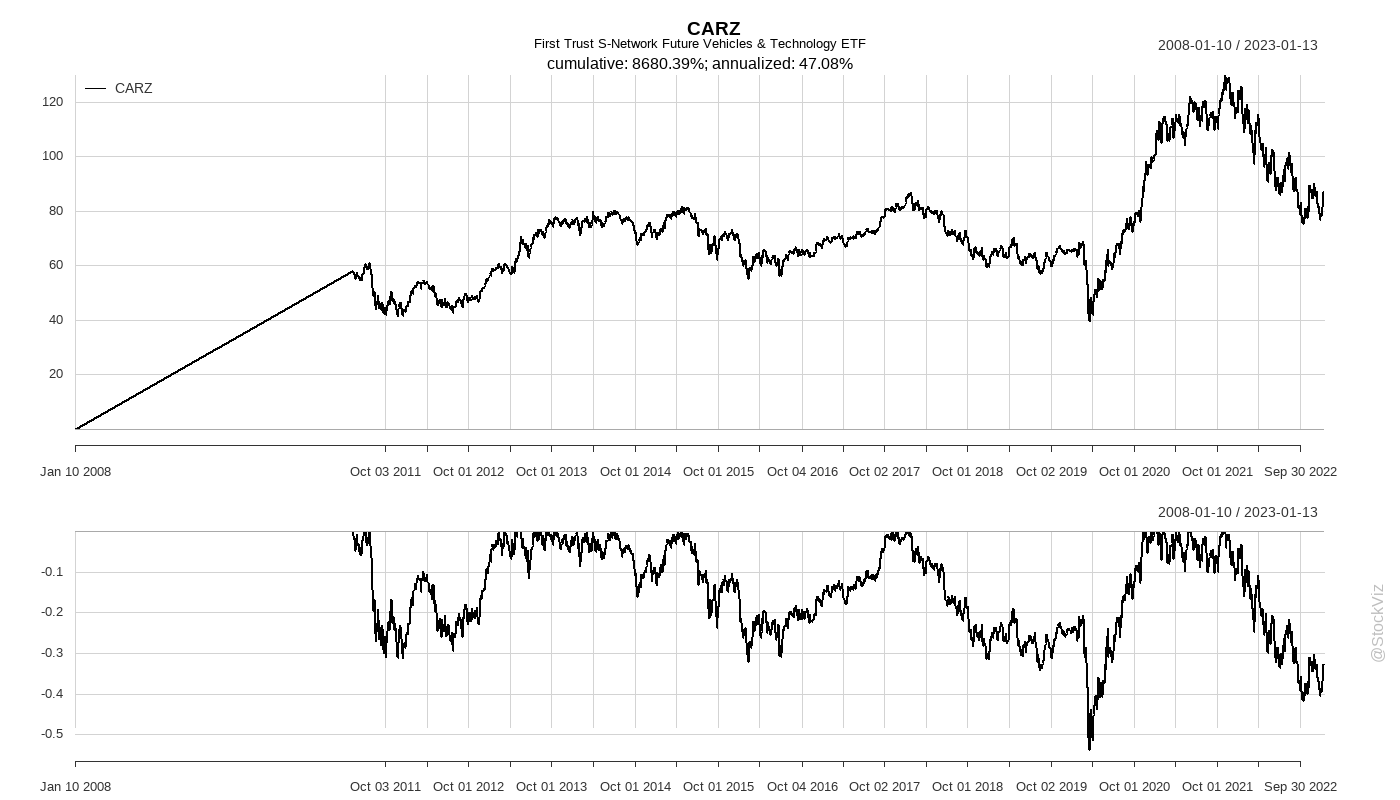 CARZ
First Trust S-Network Future Vehicles & Technology ETF
2008-01-10 / 2023-01-13
cumulative: 8680.39%; annualized: 47.08%
CARZ
120
100
80
60
40
20
Jan 10 2008 Oct 03 2011 Oct 01 2012 Oct 01 2013 Oct 01 2014 Oct 01 2015 Oct 04 2016 Oct 02 2017 Oct 01 2018 Oct 02 2019 Oct 01 2020 Oct 01 2021 Sep 30 2022
2008-01-10 / 2023-01-13
-0.1
-0.2
-0.3
-0.4
-0.5
Jan 10 2008 Oct 03 2011 Oct 01 2012 Oct 01 2013 Oct 01 2014 Oct 01 2015 Oct 04 2016 Oct 02 2017 Oct 01 2018 Oct 02 2019 Oct 01 2020 Oct 01 2021 Sep 30 2022
@StockViz